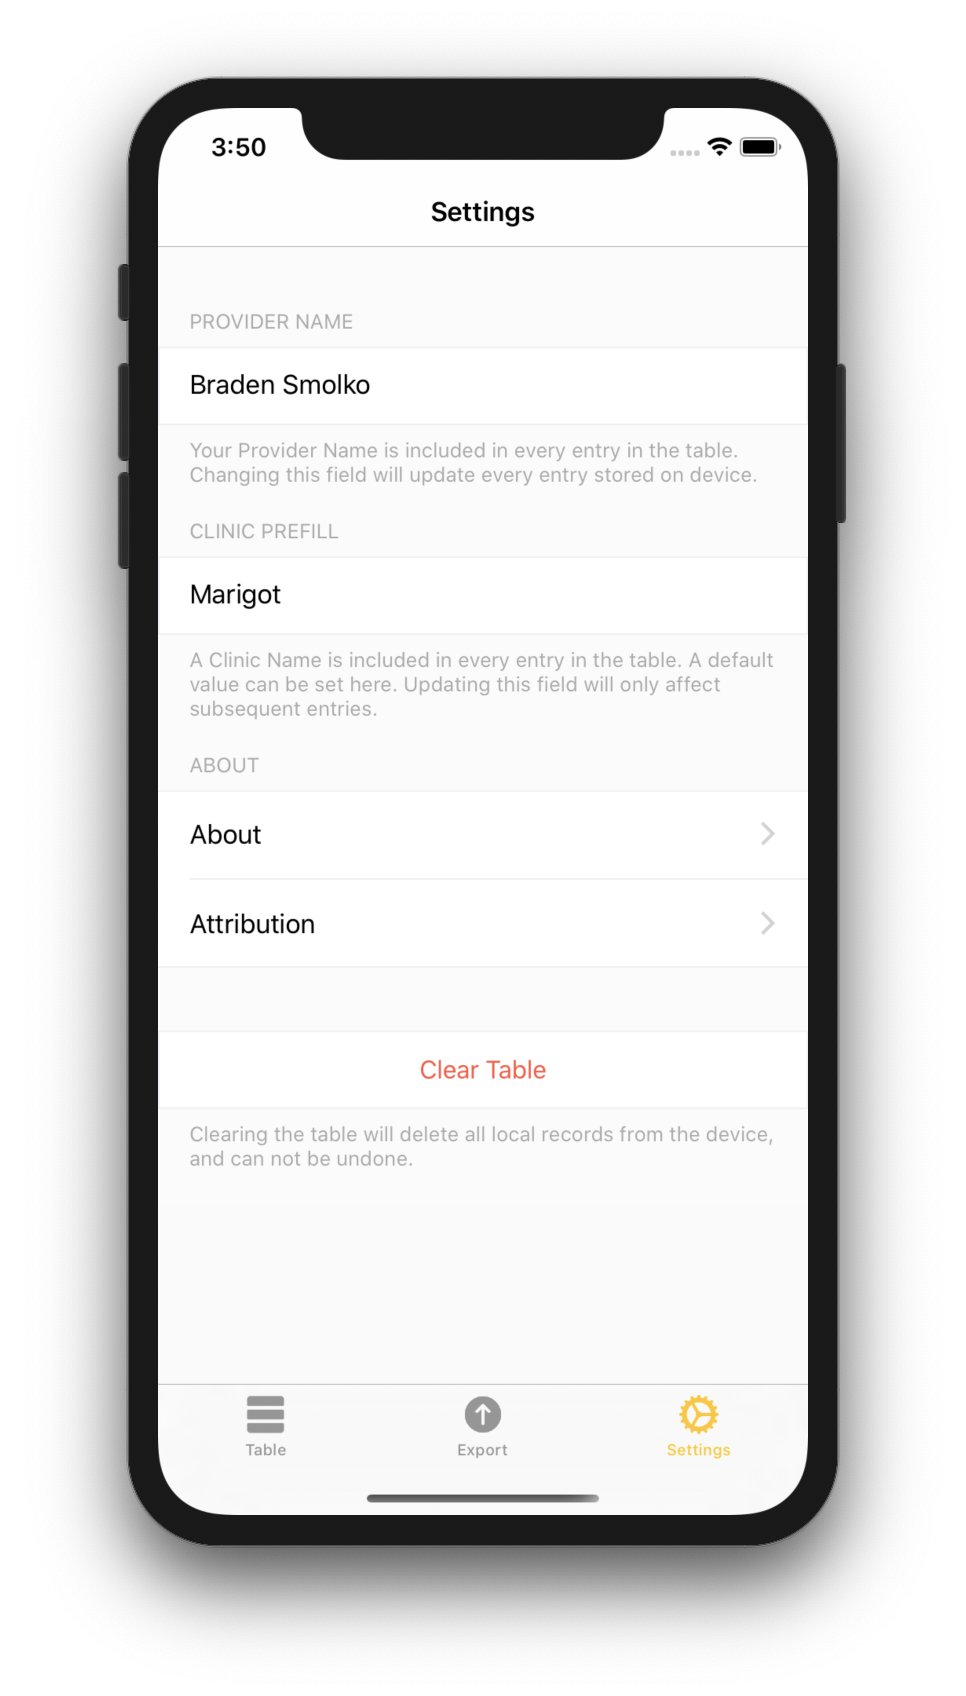 3:50
Settings
PROVIDER NAME
Braden Smolko
Your Provider Name is included in every entry in the table.
Changing this field will update every entry stored on device.
CLINIC PREFILL
Marigot
A Clinic Name is included in every entry in the table. A default
value can be set here. Updating this field will only affect
subsequent entries.
ABOUT
About
Attribution
Clear Table
Clearing the table will delete all local records from the device,
and can not be undone.
Table
Export
Settings